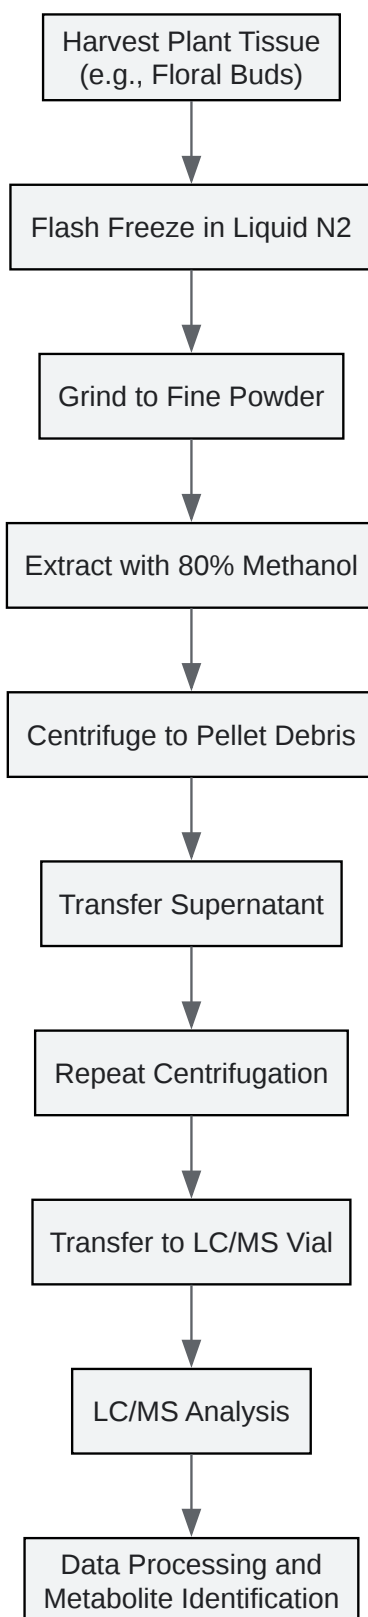 Harvest Plant Tissue
(e.g., Floral Buds)
Flash Freeze in Liquid N2
Grind to Fine Powder
Extract with 80% Methanol
Centrifuge to Pellet Debris
Transfer Supernatant
Repeat Centrifugation
Transfer to LC/MS Vial
LC/MS Analysis
Data Processing and
Metabolite Identification